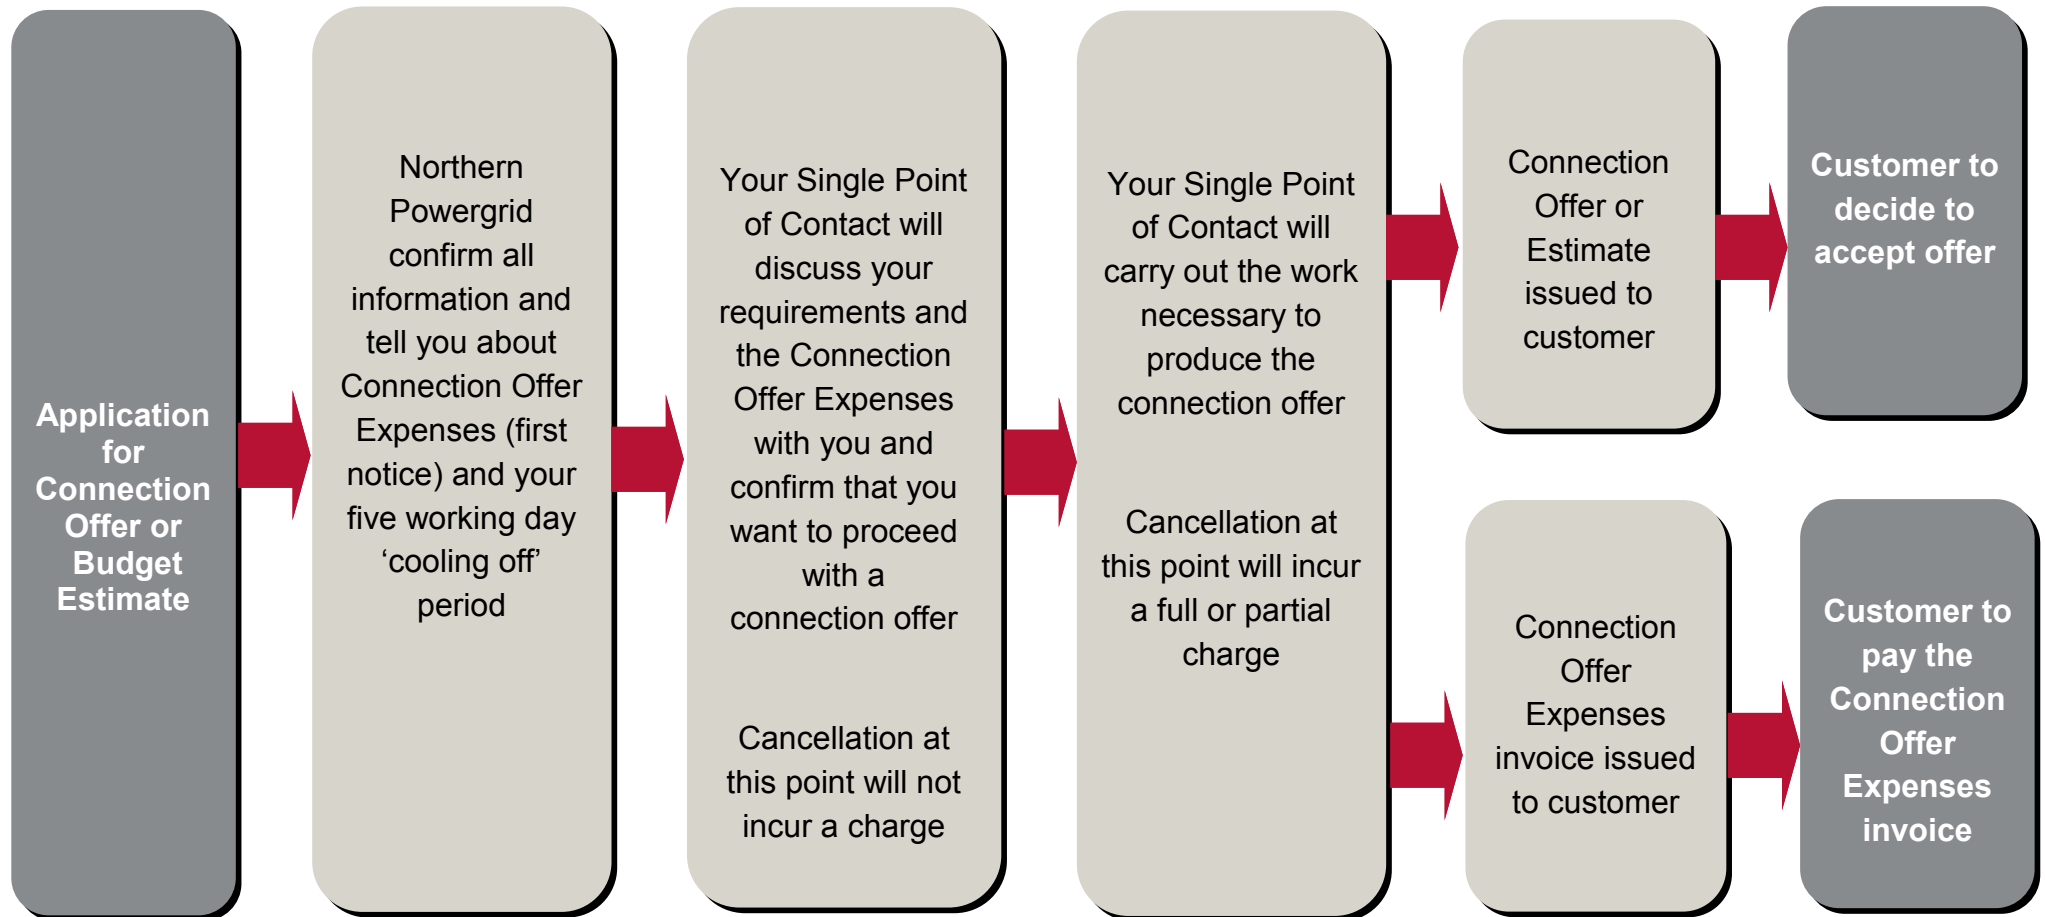 Application
for
Connection
Offer or
Budget
Estimate
Northern
Powergrid
confirm all
information and
tell you about
Connection Offer
Expenses (first
notice) and your
five working day
‘cooling off’
period
Your Single Point
of Contact will
discuss your
requirements and
the Connection
Offer Expenses
with you and
confirm that you
want to proceed
with a
connection offer
Cancellation at
this point will not
incur a charge
Your Single Point
of Contact will
carry out the work
necessary to
produce the
connection offer
Cancellation at
this point will incur
a full or partial
charge
Connection
Offer or
Estimate
issued to
customer
Customer to
decide to
accept offer
Connection
Offer
Expenses
invoice issued
to customer
Customer to
pay the
Connection
Offer
Expenses
invoice